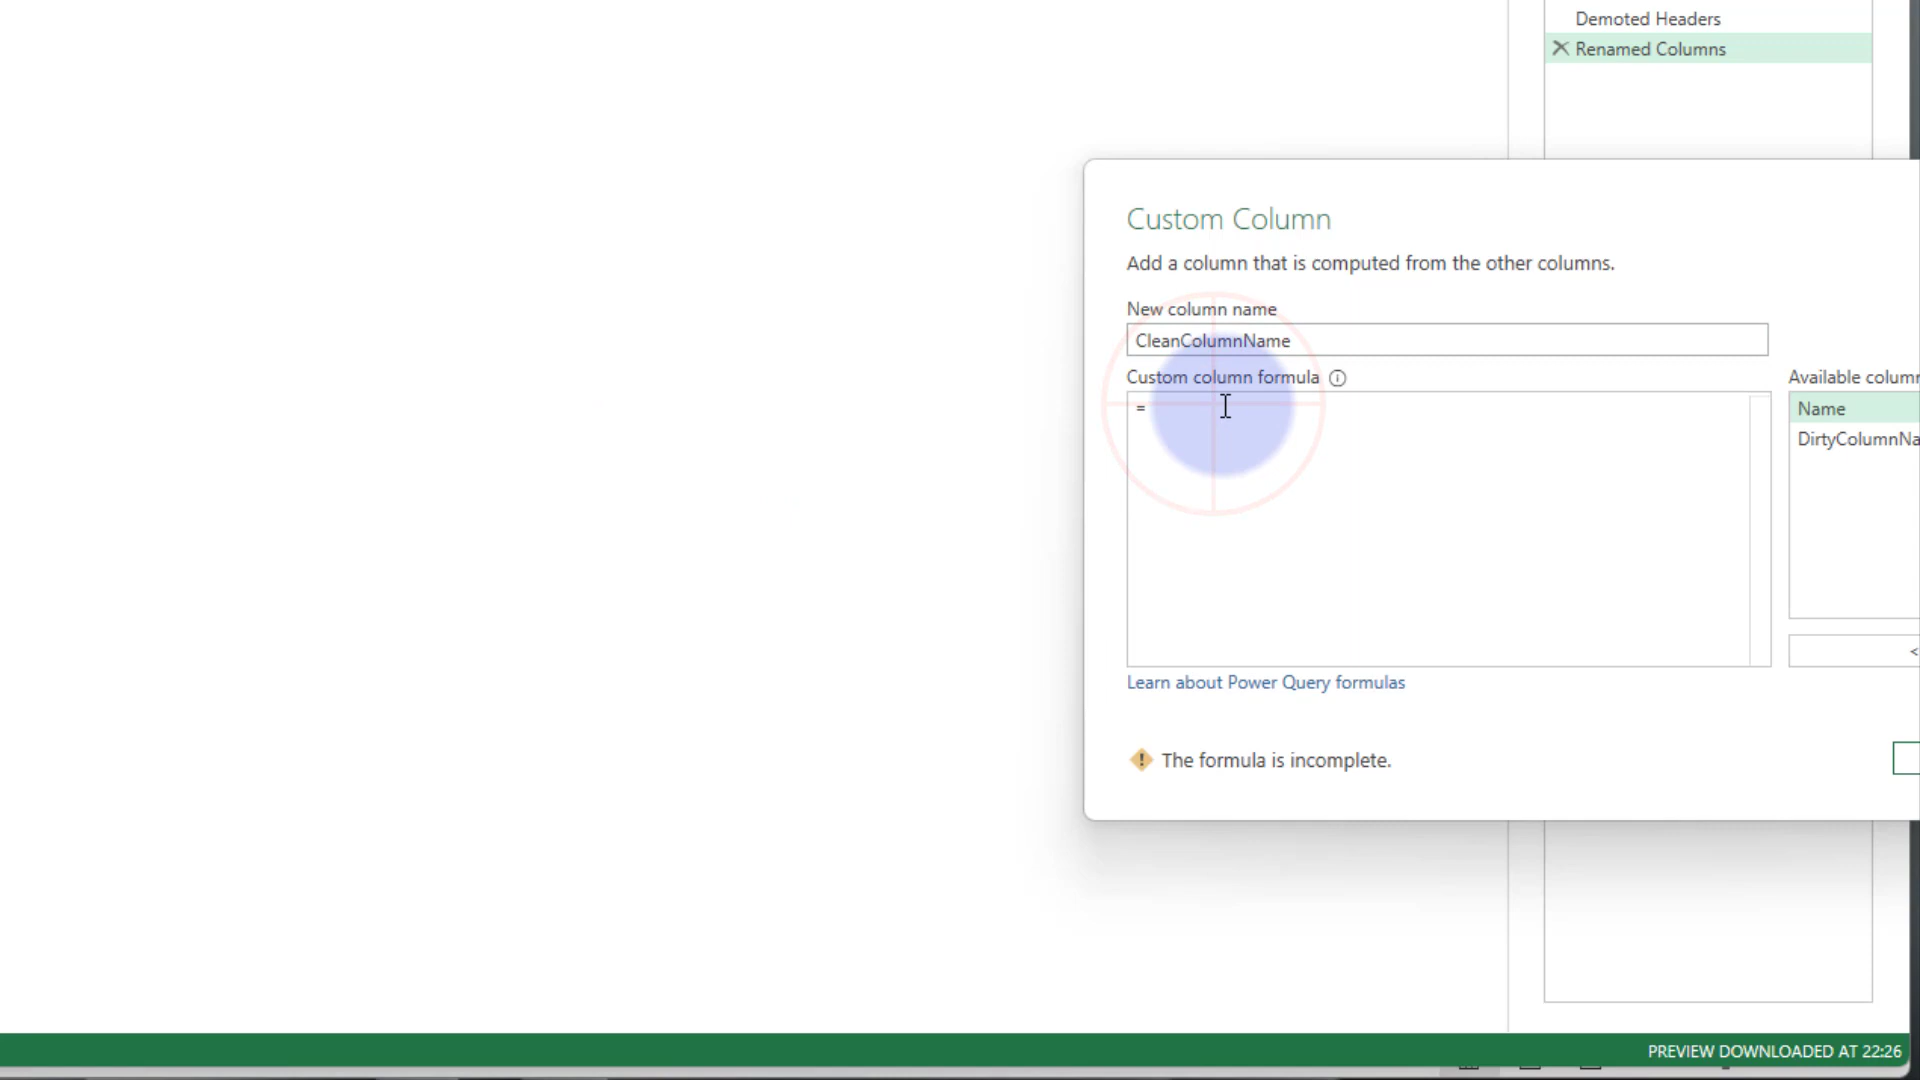 Demoted Headers
Renamed Columns
Custom Column
Add a column that is computed from the other columns.
New column name
CleanColumnName
Custom column formula
Available column
=
Name
DirtyColumnNa
<
Learn about Power Query formulas
The formula is incomplete.
PREVIEW DOWNLOADED AT 22:26